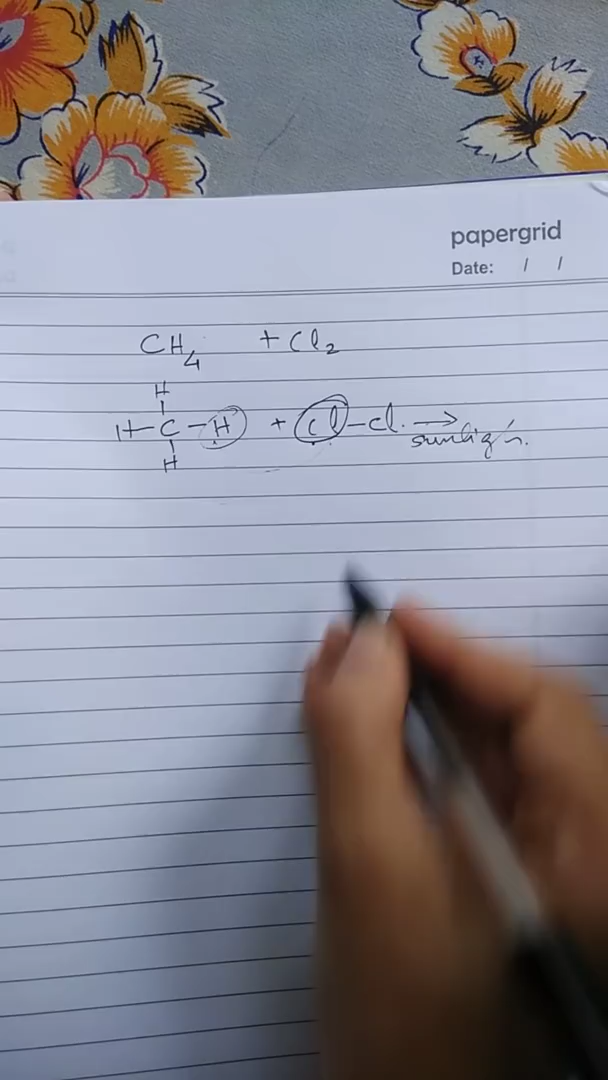 papergrid
Date: / /
CH4 + Cl2
H
H-C-H + Cl-Cl. →
sunlight.
H